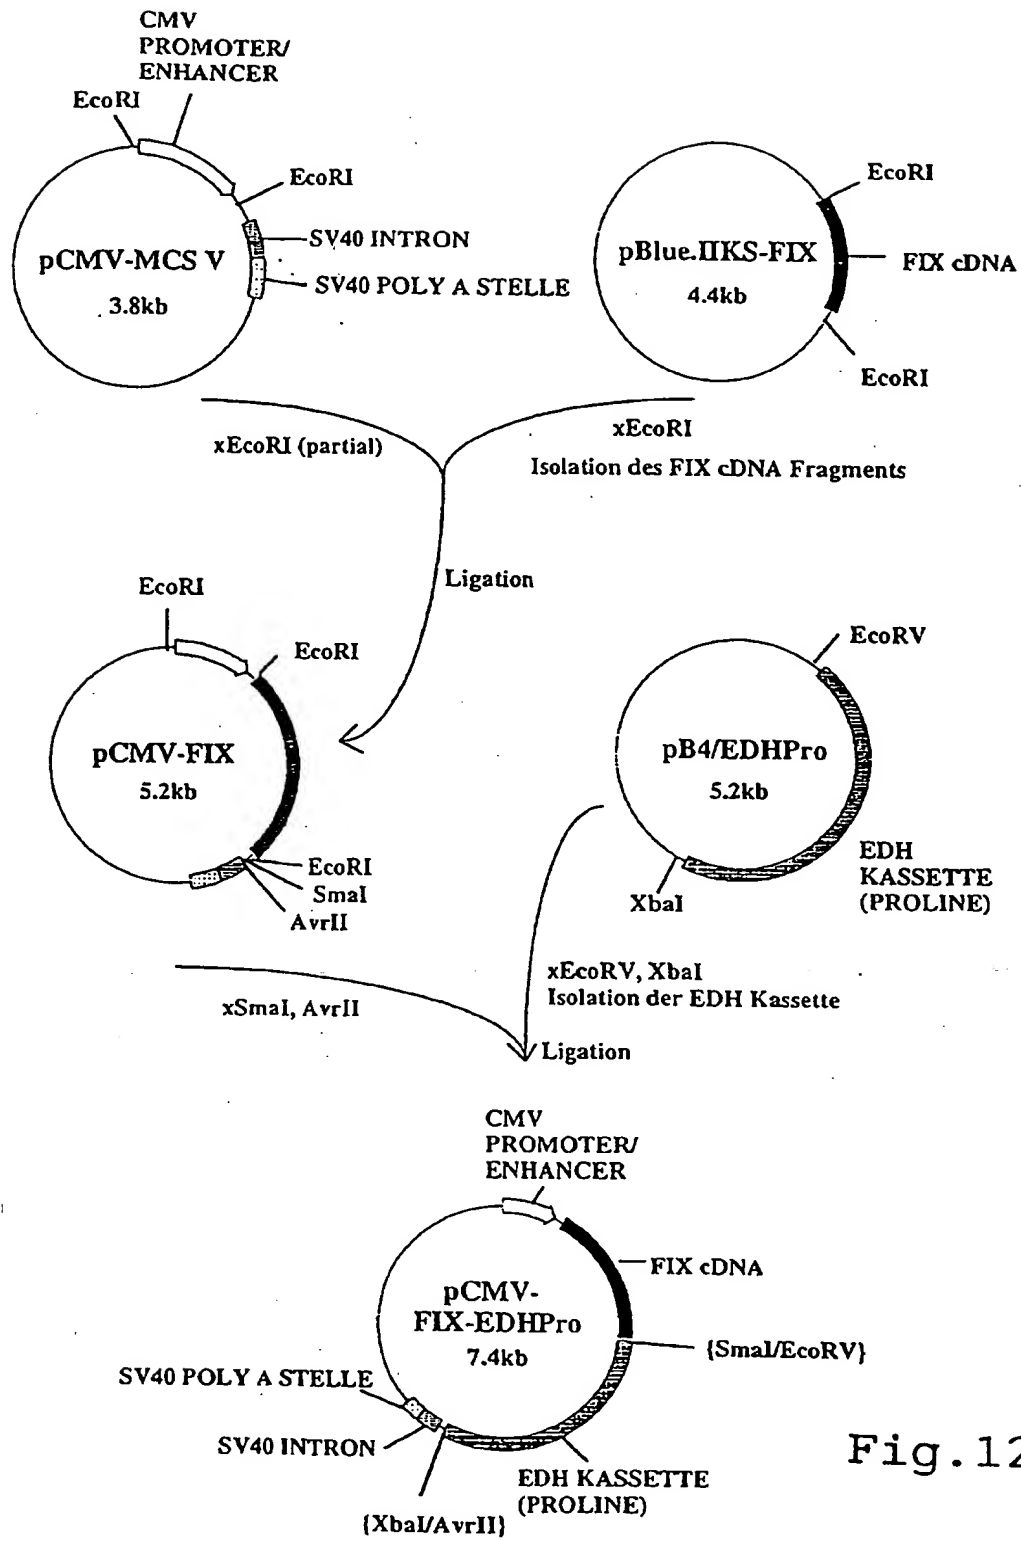 CMV
PROMOTER/
ENHANCER
EcoRI
EcoRI
SV40 INTRON
SV40 POLY A STELLE
pCMV-MCS V
3.8kb
EcoRI
pBlue.IIKS-FIX
4.4kb
FIX cDNA
EcoRI
xEcoRI (partial)
xEcoRI
Isolation des FIX cDNA Fragments
Ligation
EcoRI
EcoRI
pCMV-FIX
5.2kb
EcoRI
SmaI
AvrII
EcoRV
pB4/EDHPro
5.2kb
EDH
KASSETTE
(PROLINE)
XbaI
xSmaI, AvrII
xEcoRV, XbaI
Isolation der EDH Kassette
Ligation
CMV
PROMOTER/
ENHANCER
FIX cDNA
pCMV-
FIX-EDHPro
7.4kb
{SmaI/EcoRV}
SV40 POLY A STELLE
SV40 INTRON
EDH KASSETTE
(PROLINE)
{XbaI/AvrII}
Fig.12